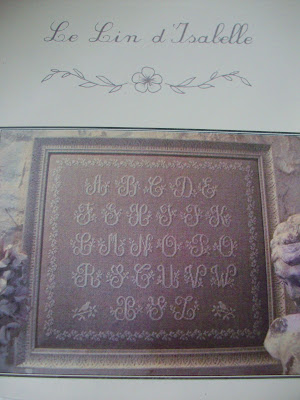 Le Lin d'Isabelle
A B C D E
F G H I J K
L M N O P Q
R S T U V W
X Y Z